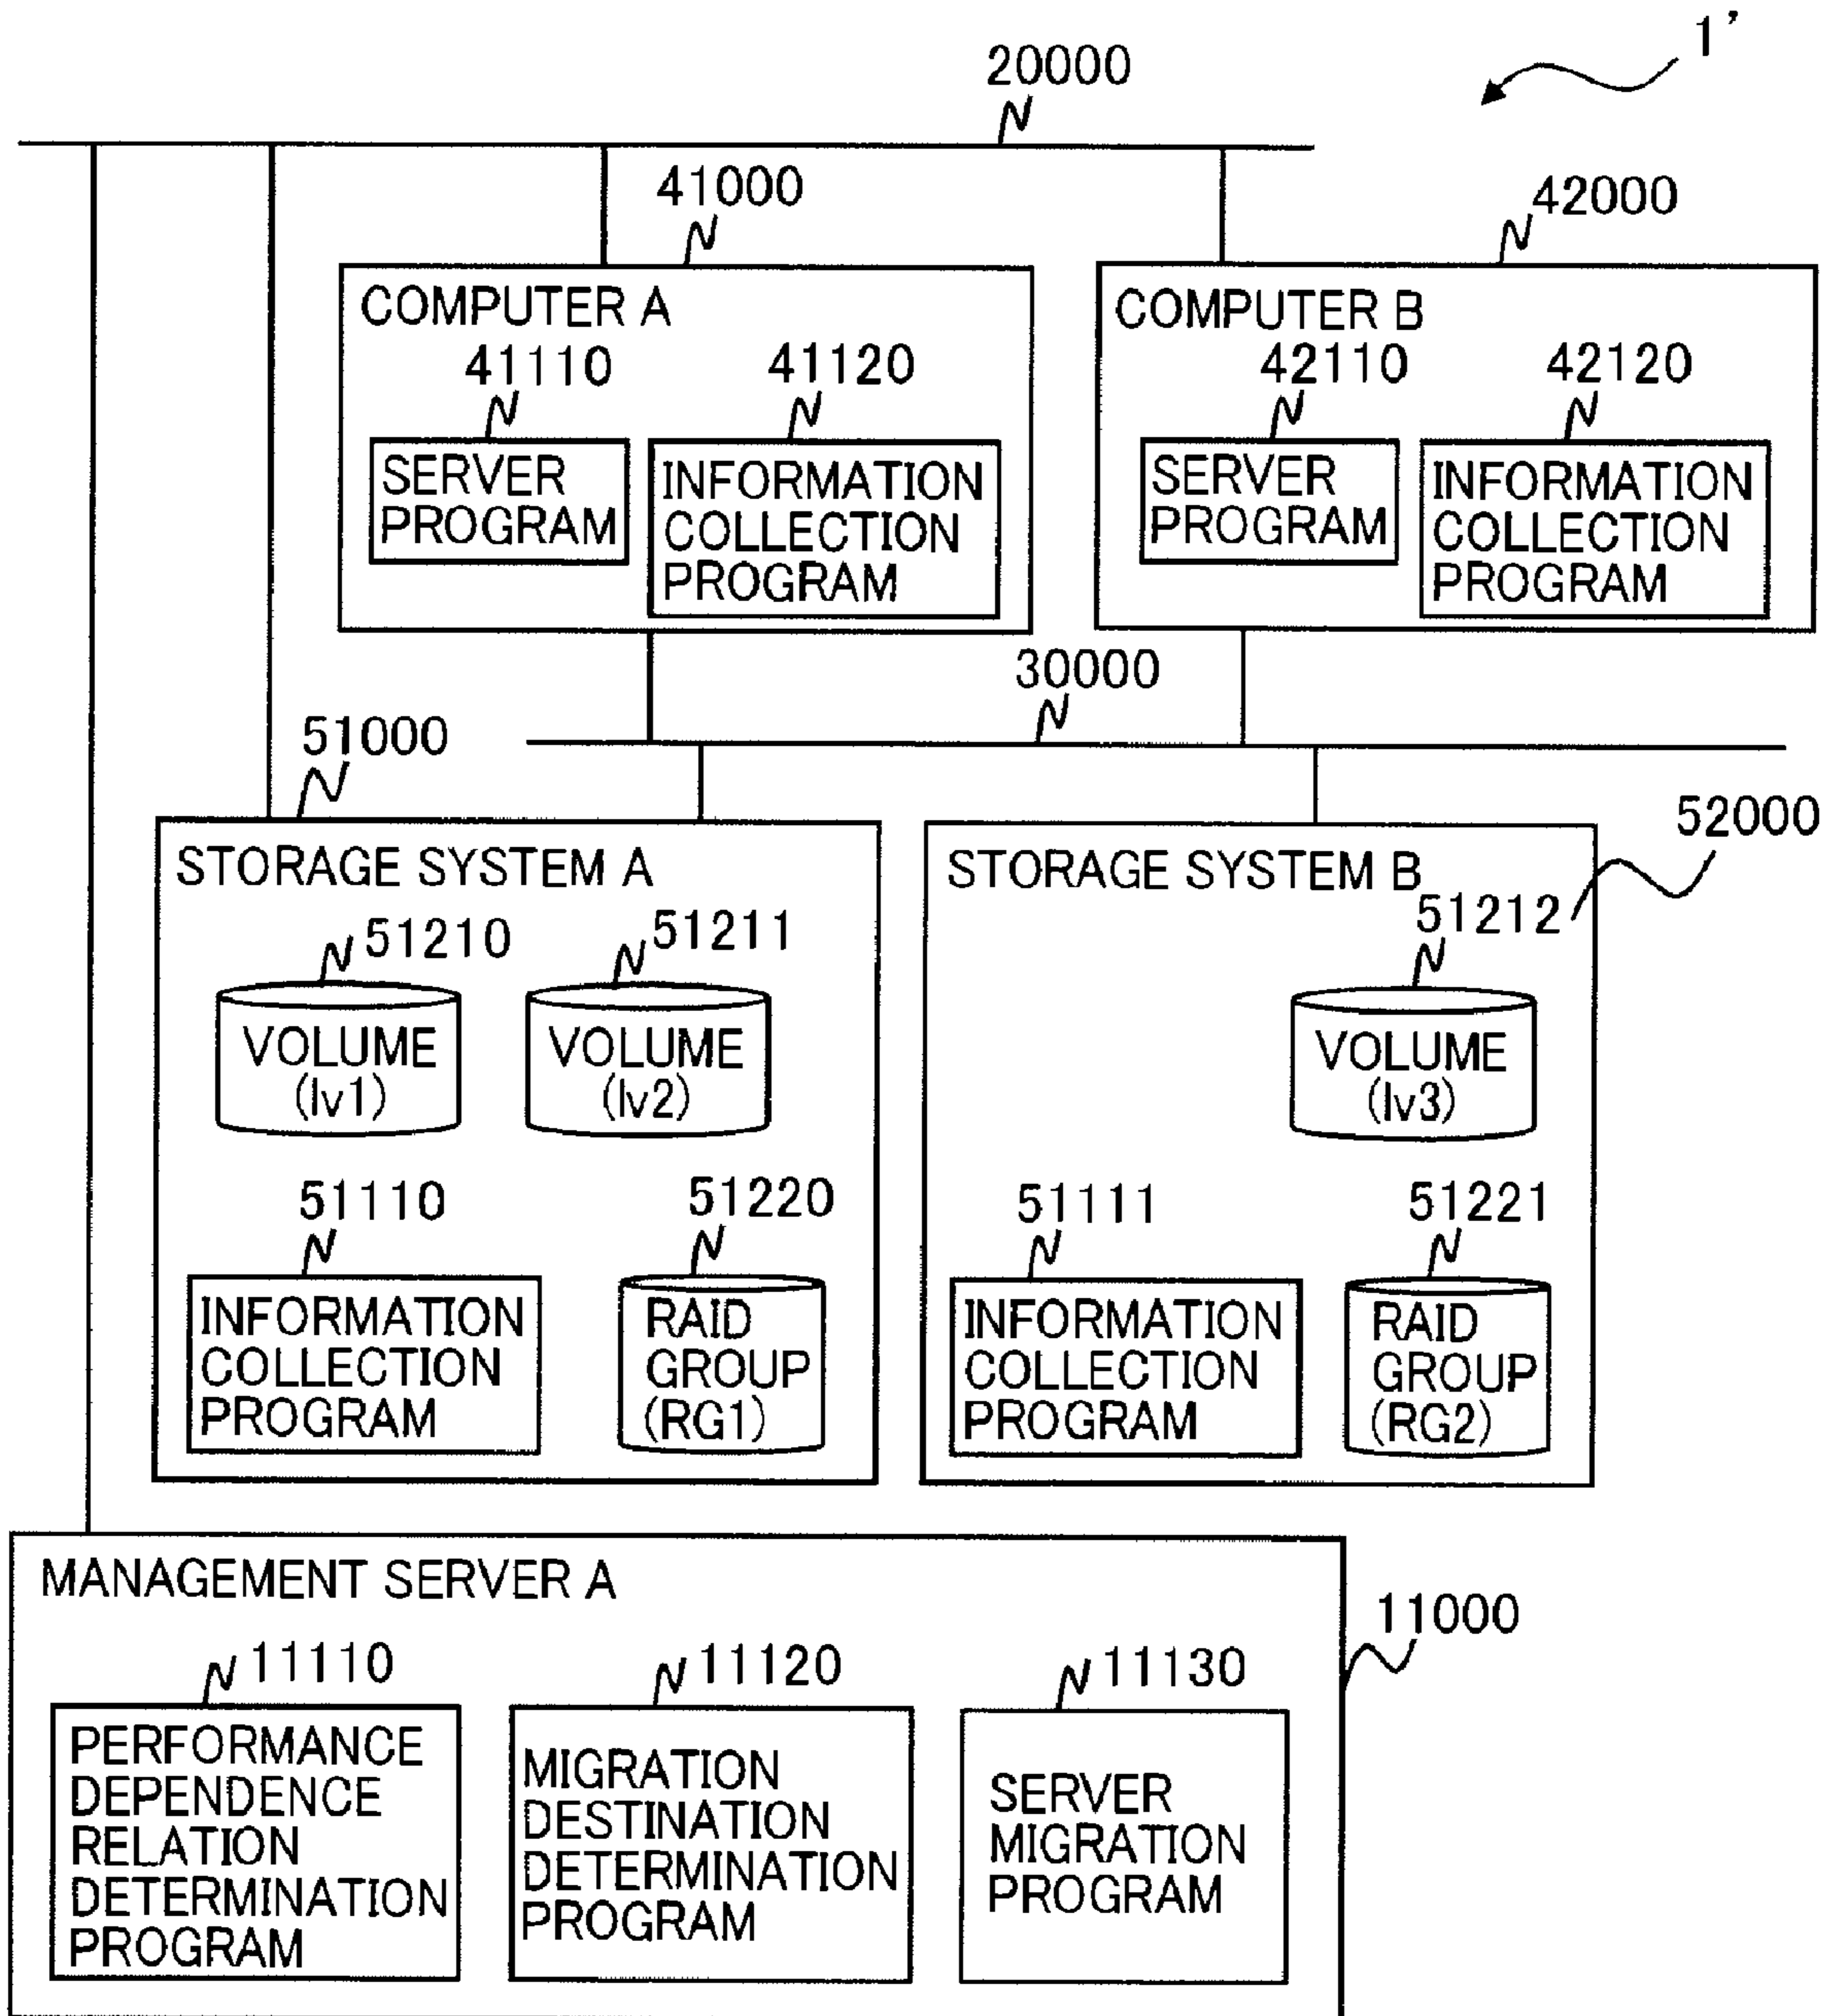 1'
20000
41000
42000
COMPUTER A
COMPUTER B
41110
41120
42110
42120
SERVER
PROGRAM
INFORMATION
COLLECTION
PROGRAM
SERVER
PROGRAM
INFORMATION
COLLECTION
PROGRAM
30000
51000
52000
STORAGE SYSTEM A
STORAGE SYSTEM B
51210
51211
51212
VOLUME
(lv1)
VOLUME
(lv2)
VOLUME
(lv3)
51110
51220
51111
51221
INFORMATION
COLLECTION
PROGRAM
RAID
GROUP
(RG1)
INFORMATION
COLLECTION
PROGRAM
RAID
GROUP
(RG2)
MANAGEMENT SERVER A
11000
11110
11120
11130
PERFORMANCE
DEPENDENCE
RELATION
DETERMINATION
PROGRAM
MIGRATION
DESTINATION
DETERMINATION
PROGRAM
SERVER
MIGRATION
PROGRAM